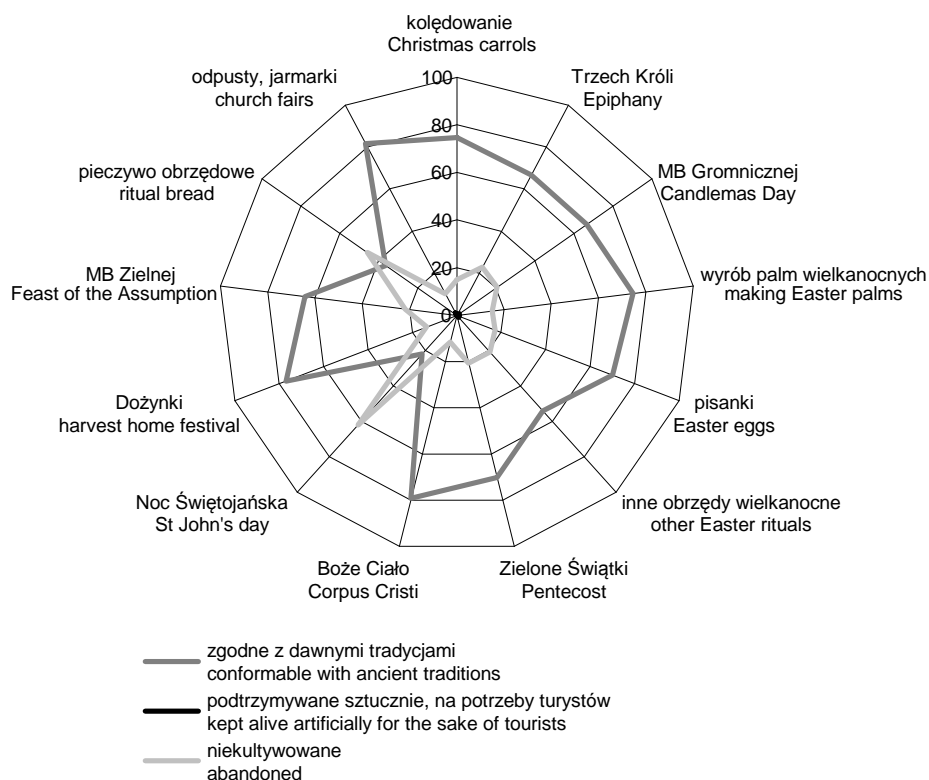 kolędowanie
Christmas carrols
Trzech Króli
Epiphany
MB Gromnicznej
Candlemas Day
wyrób palm wielkanocnych
making Easter palms
pisanki
Easter eggs
inne obrzędy wielkanocne
other Easter rituals
Zielone Świątki
Pentecost
Boże Ciało
Corpus Cristi
Noc Świętojańska
St John's day
Dożynki
harvest home festival
MB Zielnej
Feast of the Assumption
pieczywo obrzędowe
ritual bread
odpusty, jarmarki
church fairs
100
80
60
40
20
0
zgodne z dawnymi tradycjami
conformable with ancient traditions
podtrzymywane sztucznie, na potrzeby turystów
kept alive artificially for the sake of tourists
niekultywowane
abandoned